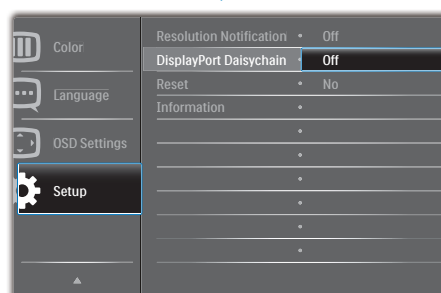 Color
Language
OSD Settings
Setup
Resolution Notification • Off
DisplayPort Daisychain • Off
Reset • No
Information •